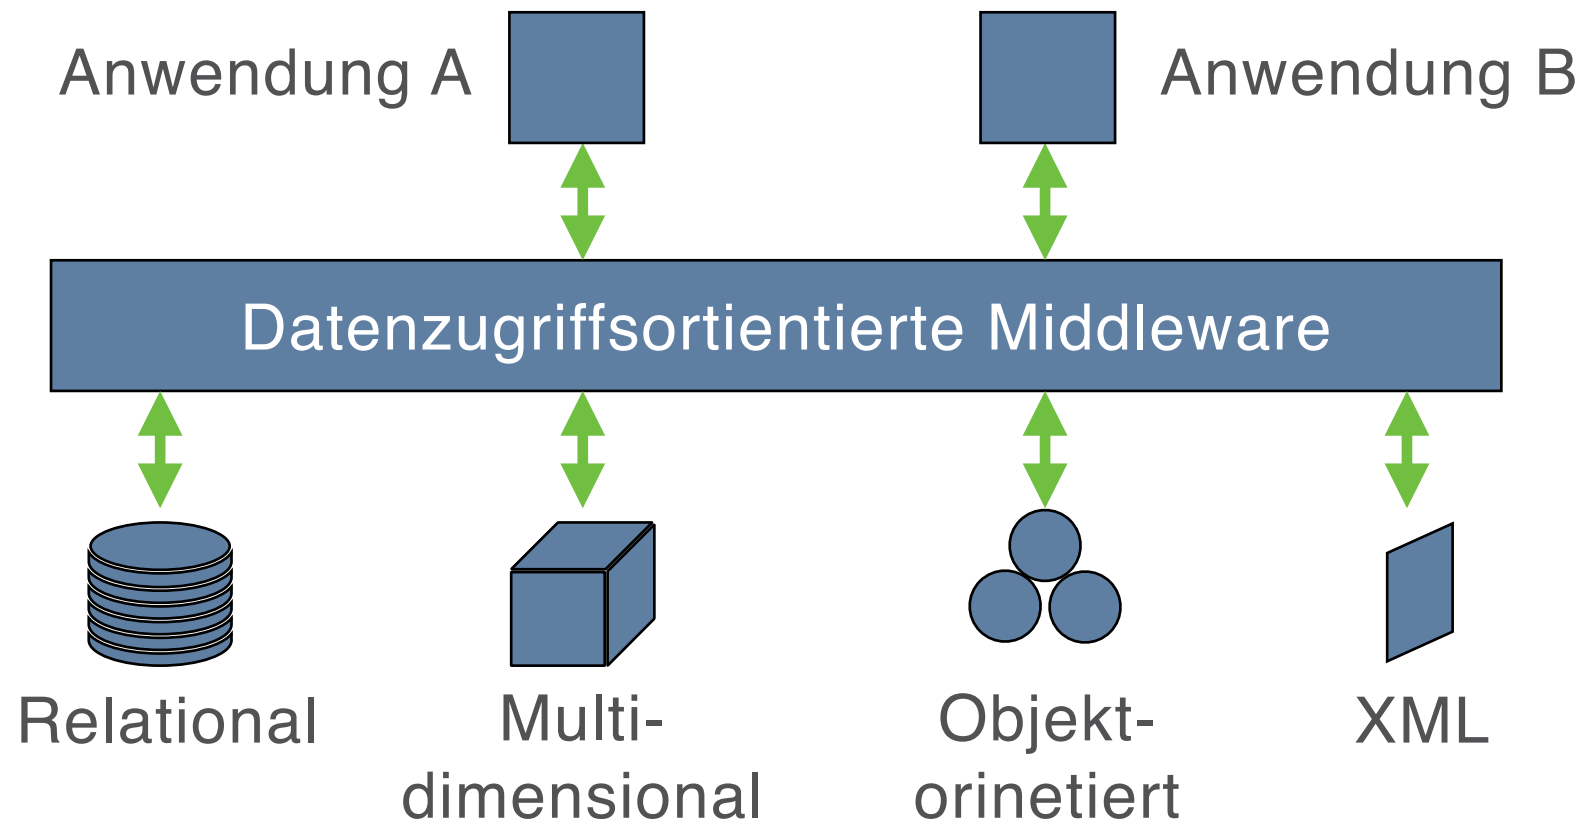 Anwendung A
Anwendung B
Datenzugriffsortientierte Middleware
Relational
Multi-
dimensional
Objekt-
orinetiert
XML